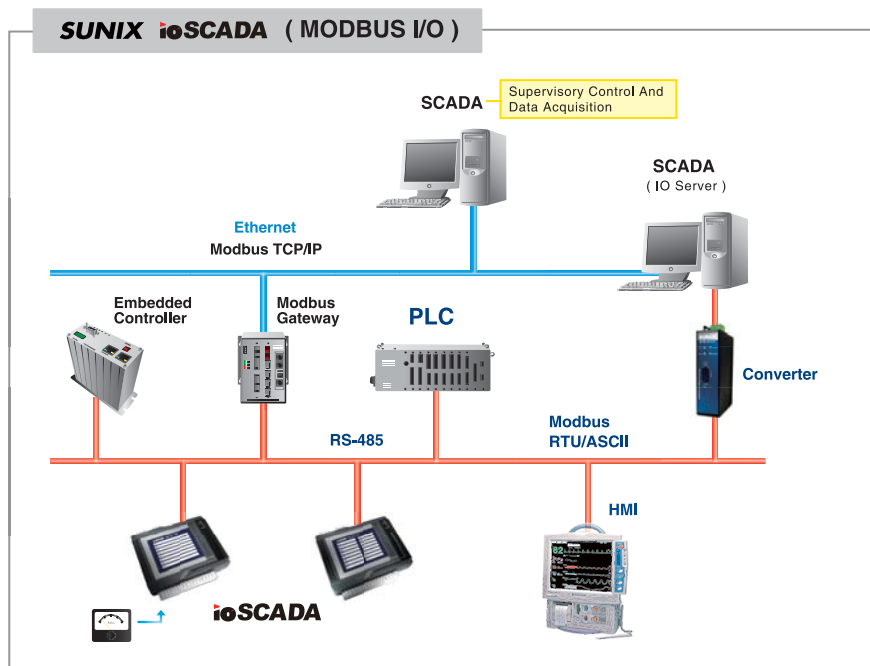 SUNIX ioSCADA ( MODBUS I/O )
SCADA
Supervisory Control And
Data Acquisition
SCADA
( IO Server )
Ethernet
Modbus TCP/IP
Embedded
Controller
Modbus
Gateway
PLC
Converter
RS-485
Modbus
RTU/ASCII
HMI
82
ioSCADA